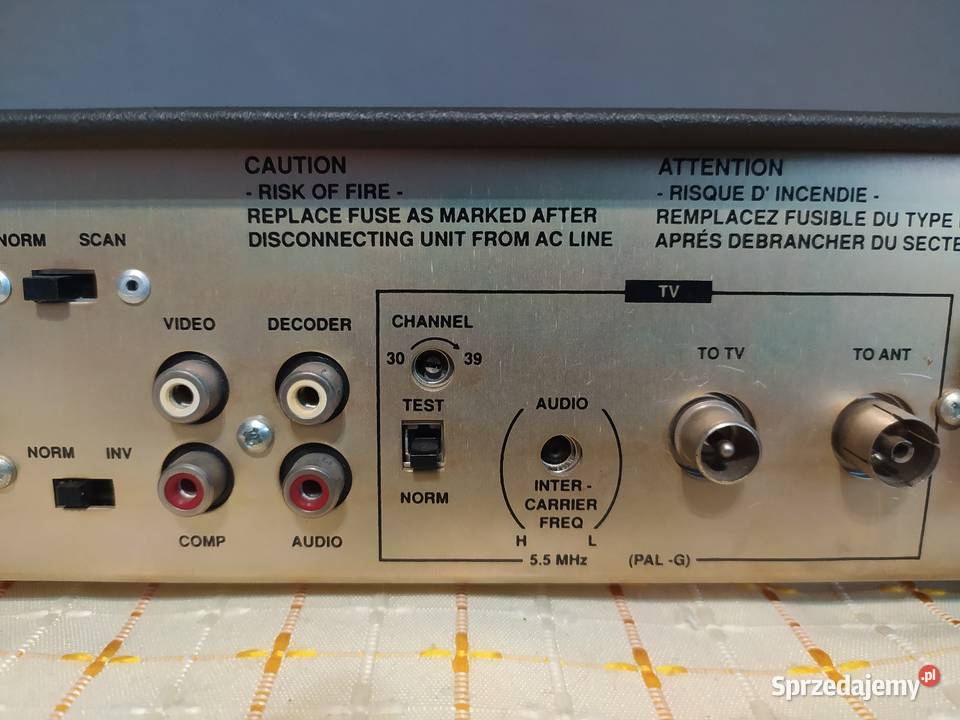 CAUTION
- RISK OF FIRE -
REPLACE FUSE AS MARKED AFTER
DISCONNECTING UNIT FROM AC LINE
ATTENTION
- RISQUE D' INCENDIE -
REMPLACEZ FUSIBLE DU TYPE
APRÉS DEBRANCHER DU SECTE
NORM SCAN
VIDEO DECODER
NORM INV
COMP AUDIO
TV
CHANNEL
30 39
TEST
NORM
AUDIO
INTER -
CARRIER
FREQ
H L
5.5 MHz (PAL -G)
TO TV TO ANT
Sprzedajemy.pl